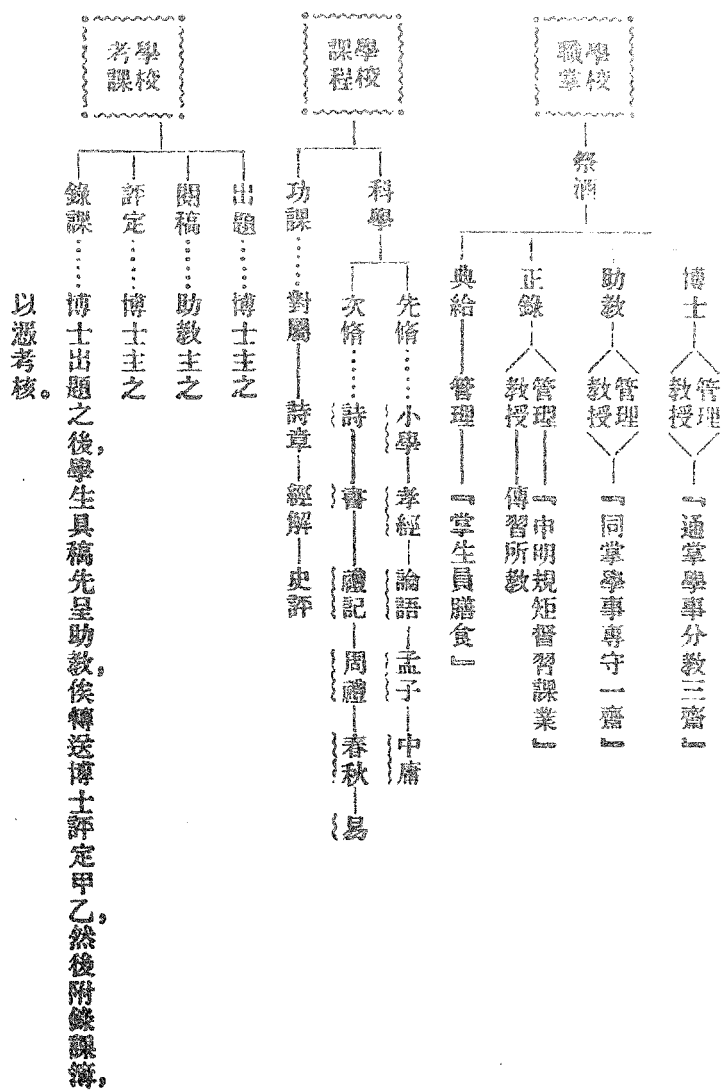 學校職掌
祭酒
博士
管理
教授
『通掌學事分教三齋』
助教
管理
教授
『同掌學事專守一齋』
正錄
管理
『申明規矩督習課業』
教授
傳習所教
典給
管理
『掌生員膳食』
學校課程
科學
先脩……小學 孝經 論語 孟子 中庸
次脩……詩 書 禮記 周禮 春秋 易
功課……對屬 詩章 經解 史評
學校考課
出題……博士主之
閱稿……助教主之
評定……博士主之
錄課……博士出題之後,學生具稿先呈助教,俟轉送博士評定甲乙,然後附錄課簿,
以憑考核。